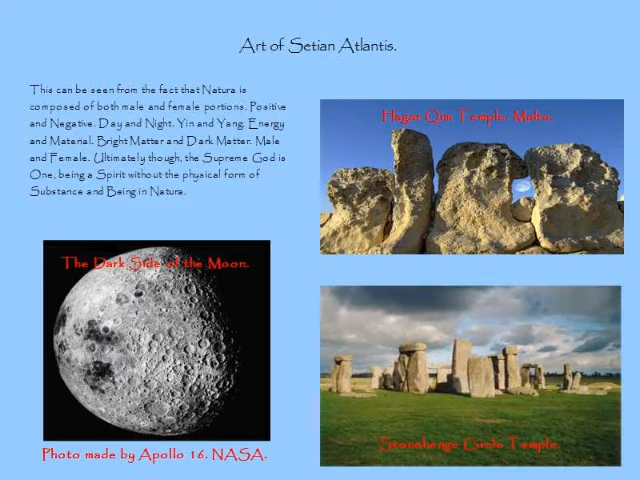 Art of Setian Atlantis.
This can be seen from the fact that Natura is
composed of both male and female portions. Positive
and Negative. Day and Night. Yin and Yang. Energy
and Material. Bright Matter and Dark Matter. Male
and Female. Ultimately though, the Supreme God is
One, being a Spirit without the physical form of
Substance and Being in Natura.
Hagar Qim Temple. Malta.
The Dark Side of the Moon.
Stonehenge Circle Temple.
Photo made by Apollo 16. NASA.